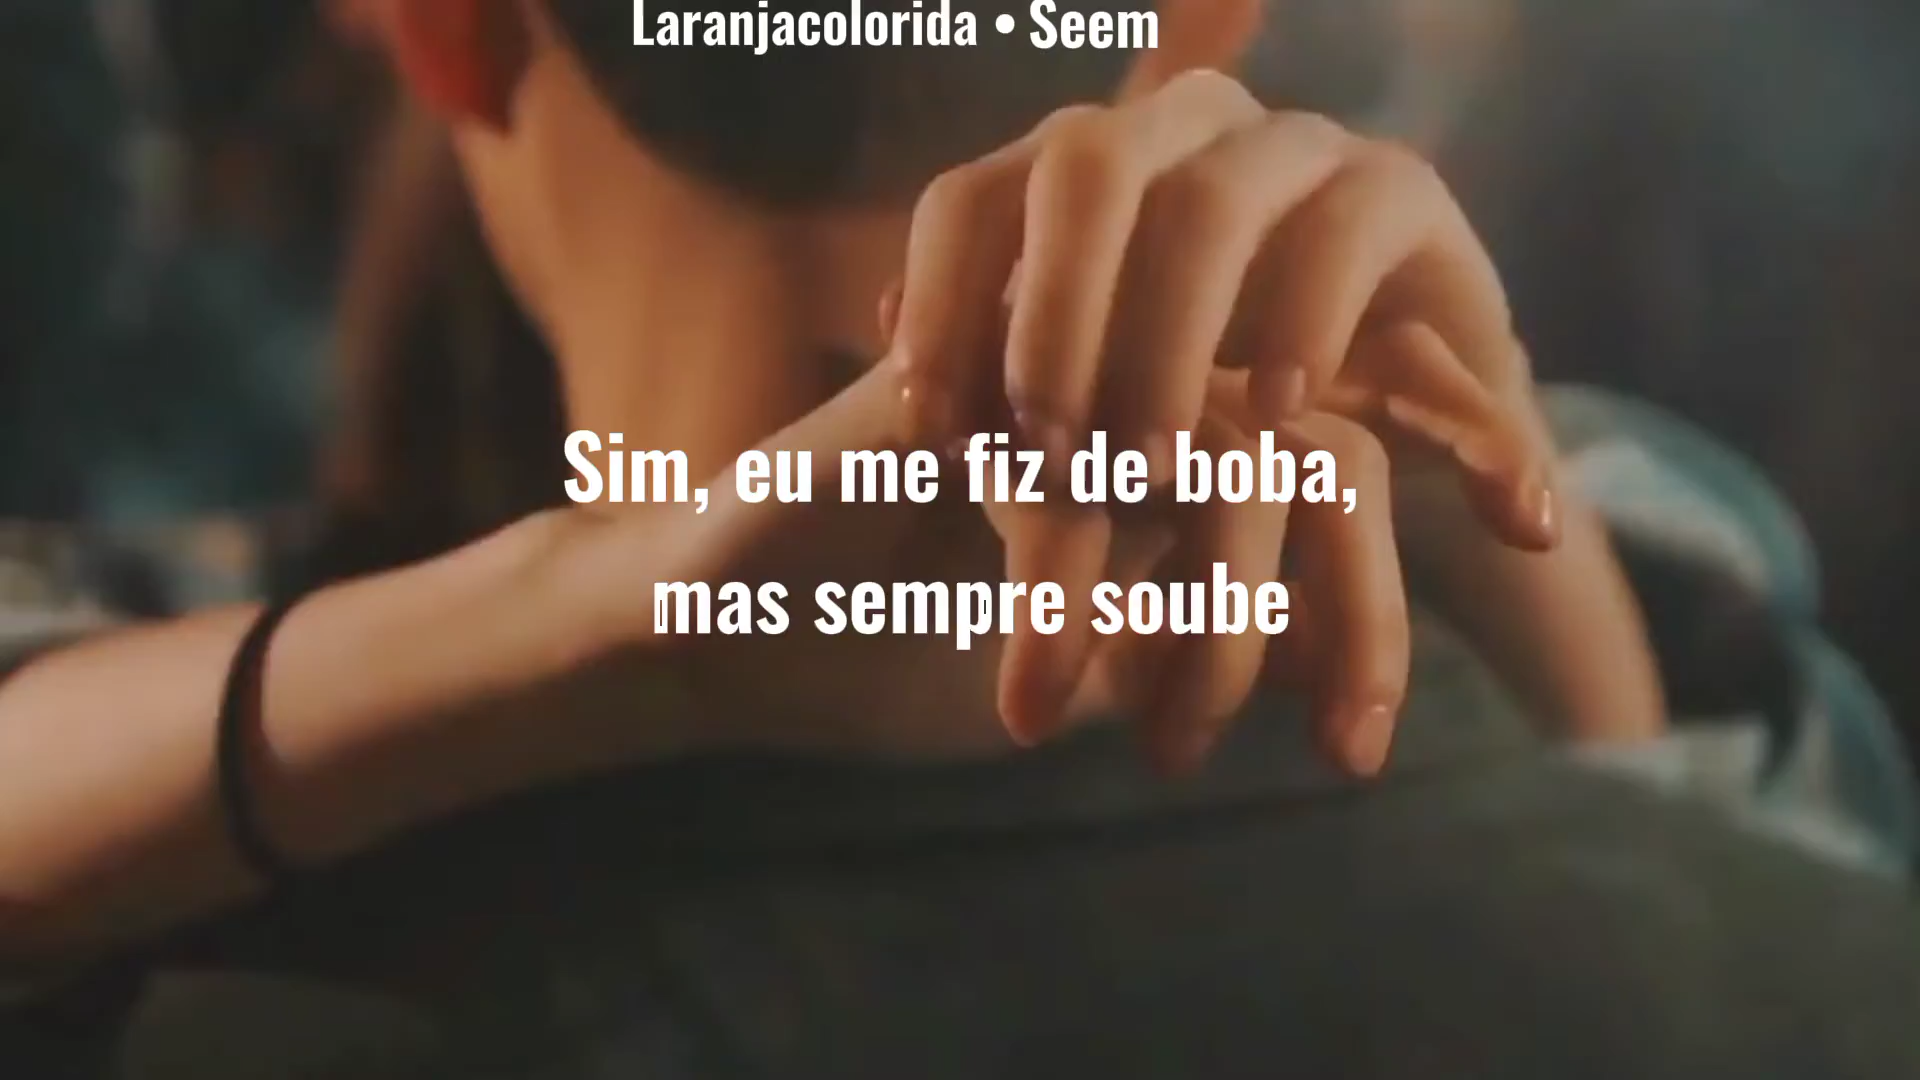 Laranjacolorida • Seem
Sim, eu me fiz de boba,
mas sempre soube